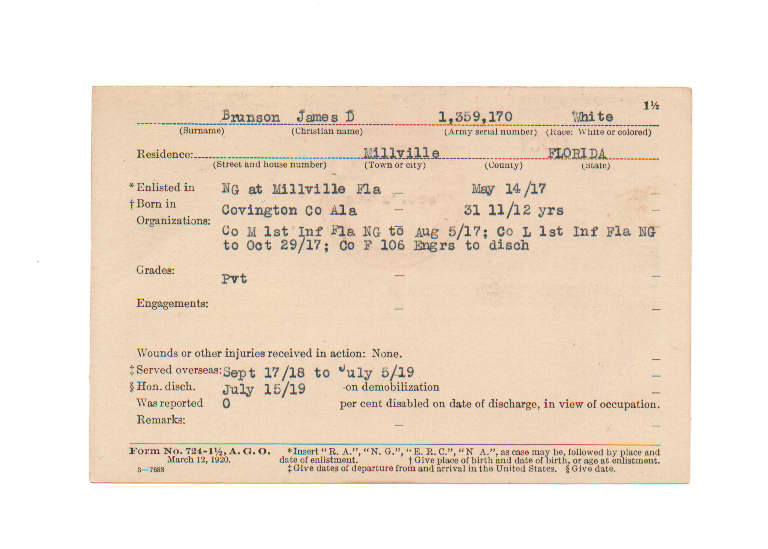 1½
Brunson James D 1,359,170 White
(Surname) (Christian name) (Army serial number) (Race: White or colored)
Residence: Millville FLORIDA
(Street and house number) (Town or city) (County) (State)
* Enlisted in NG at Millville Fla – May 14/17 –
† Born in Covington Co Ala – 31 11/12 yrs –
Organizations: Co M 1st Inf Fla NG to Aug 5/17; Co L 1st Inf Fla NG
to Oct 29/17; Co F 106 Engrs to disch
Grades: Pvt – –
Engagements: – –
Wounds or other injuries received in action: None. –
‡ Served overseas: Sept 17/18 to July 5/19 –
§ Hon. disch. July 15/19 on demobilization –
Was reported 0 per cent disabled on date of discharge, in view of occupation.
Remarks: – –
Form No. 724-1½, A. G. O. *Insert "R. A.", "N. G.", "E. R. C.", "N A.", as case may be, followed by place and
March 12, 1920. date of enlistment. † Give place of birth and date of birth, or age at enlistment.
3—7688 ‡ Give dates of departure from and arrival in the United States. § Give date.